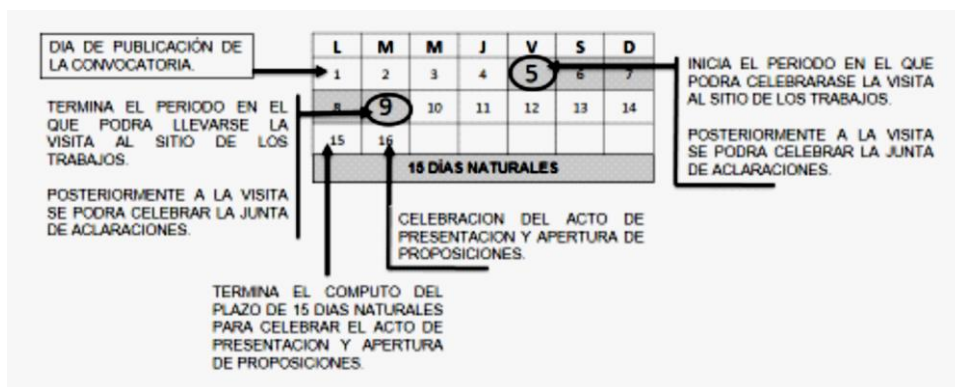 DIA DE PUBLICACIÓN DE
LA CONVOCATORIA.
L M M J V S D
1 2 3 4 5 6 7
8 9 10 11 12 13 14
15 16
15 DÍAS NATURALES
INICIA EL PERIODO EN EL
QUE PODRA CELEBRARASE LA VISITA
AL SITIO DE LOS TRABAJOS.
POSTERIORMENTE A LA VISITA
SE PODRA CELEBRAR LA JUNTA
DE ACLARACIONES.
TERMINA EL PERIODO EN EL
QUE PODRA LLEVARSE LA
VISITA AL SITIO DE LOS
TRABAJOS.
POSTERIORMENTE A LA VISITA
SE PODRA CELEBRAR LA JUNTA
DE ACLARACIONES.
CELEBRACION DEL ACTO DE
PRESENTACION Y APERTURA DE
PROPOSICIONES.
TERMINA EL COMPUTO DEL
PLAZO DE 15 DIAS NATURALES
PARA CELEBRAR EL ACTO DE
PRESENTACION Y APERTURA
DE PROPOSICIONES.